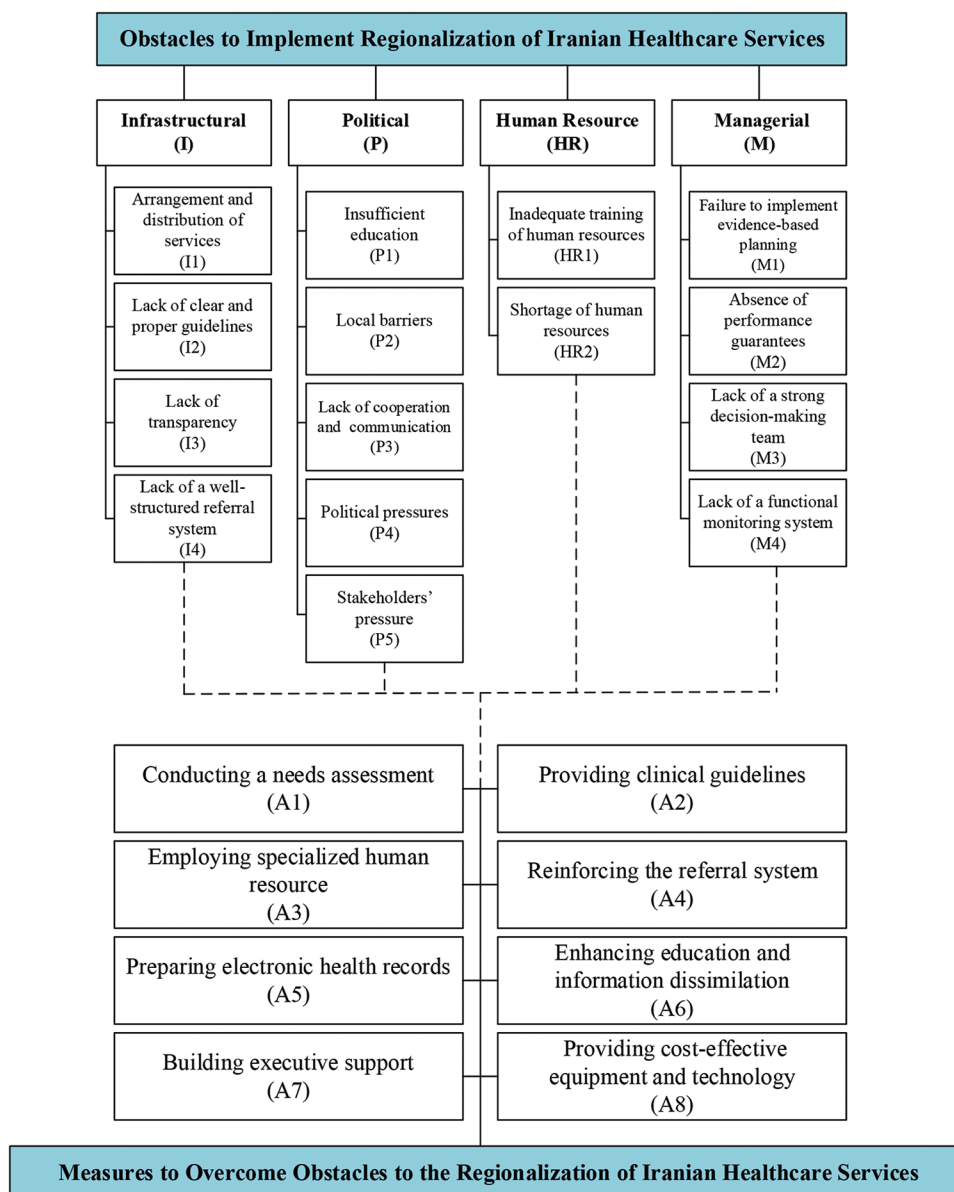 Obstacles to Implement Regionalization of Iranian Healthcare Services
Infrastructural
(I)
Political
(P)
Human Resource
(HR)
Managerial
(M)
Arrangement and
distribution of
services
(I1)
Lack of clear and
proper guidelines
(I2)
Lack of
transparency
(I3)
Lack of a well-
structured referral
system
(I4)
Insufficient
education
(P1)
Local barriers
(P2)
Lack of cooperation
and communication
(P3)
Political pressures
(P4)
Stakeholders’
pressure
(P5)
Inadequate training
of human resources
(HR1)
Shortage of human
resources
(HR2)
Failure to implement
evidence-based
planning
(M1)
Absence of
performance
guarantees
(M2)
Lack of a strong
decision-making
team
(M3)
Lack of a functional
monitoring system
(M4)
Conducting a needs assessment
(A1)
Providing clinical guidelines
(A2)
Employing specialized human
resource
(A3)
Reinforcing the referral system
(A4)
Preparing electronic health records
(A5)
Enhancing education and
information dissimilation
(A6)
Building executive support
(A7)
Providing cost-effective
equipment and technology
(A8)
Measures to Overcome Obstacles to the Regionalization of Iranian Healthcare Services